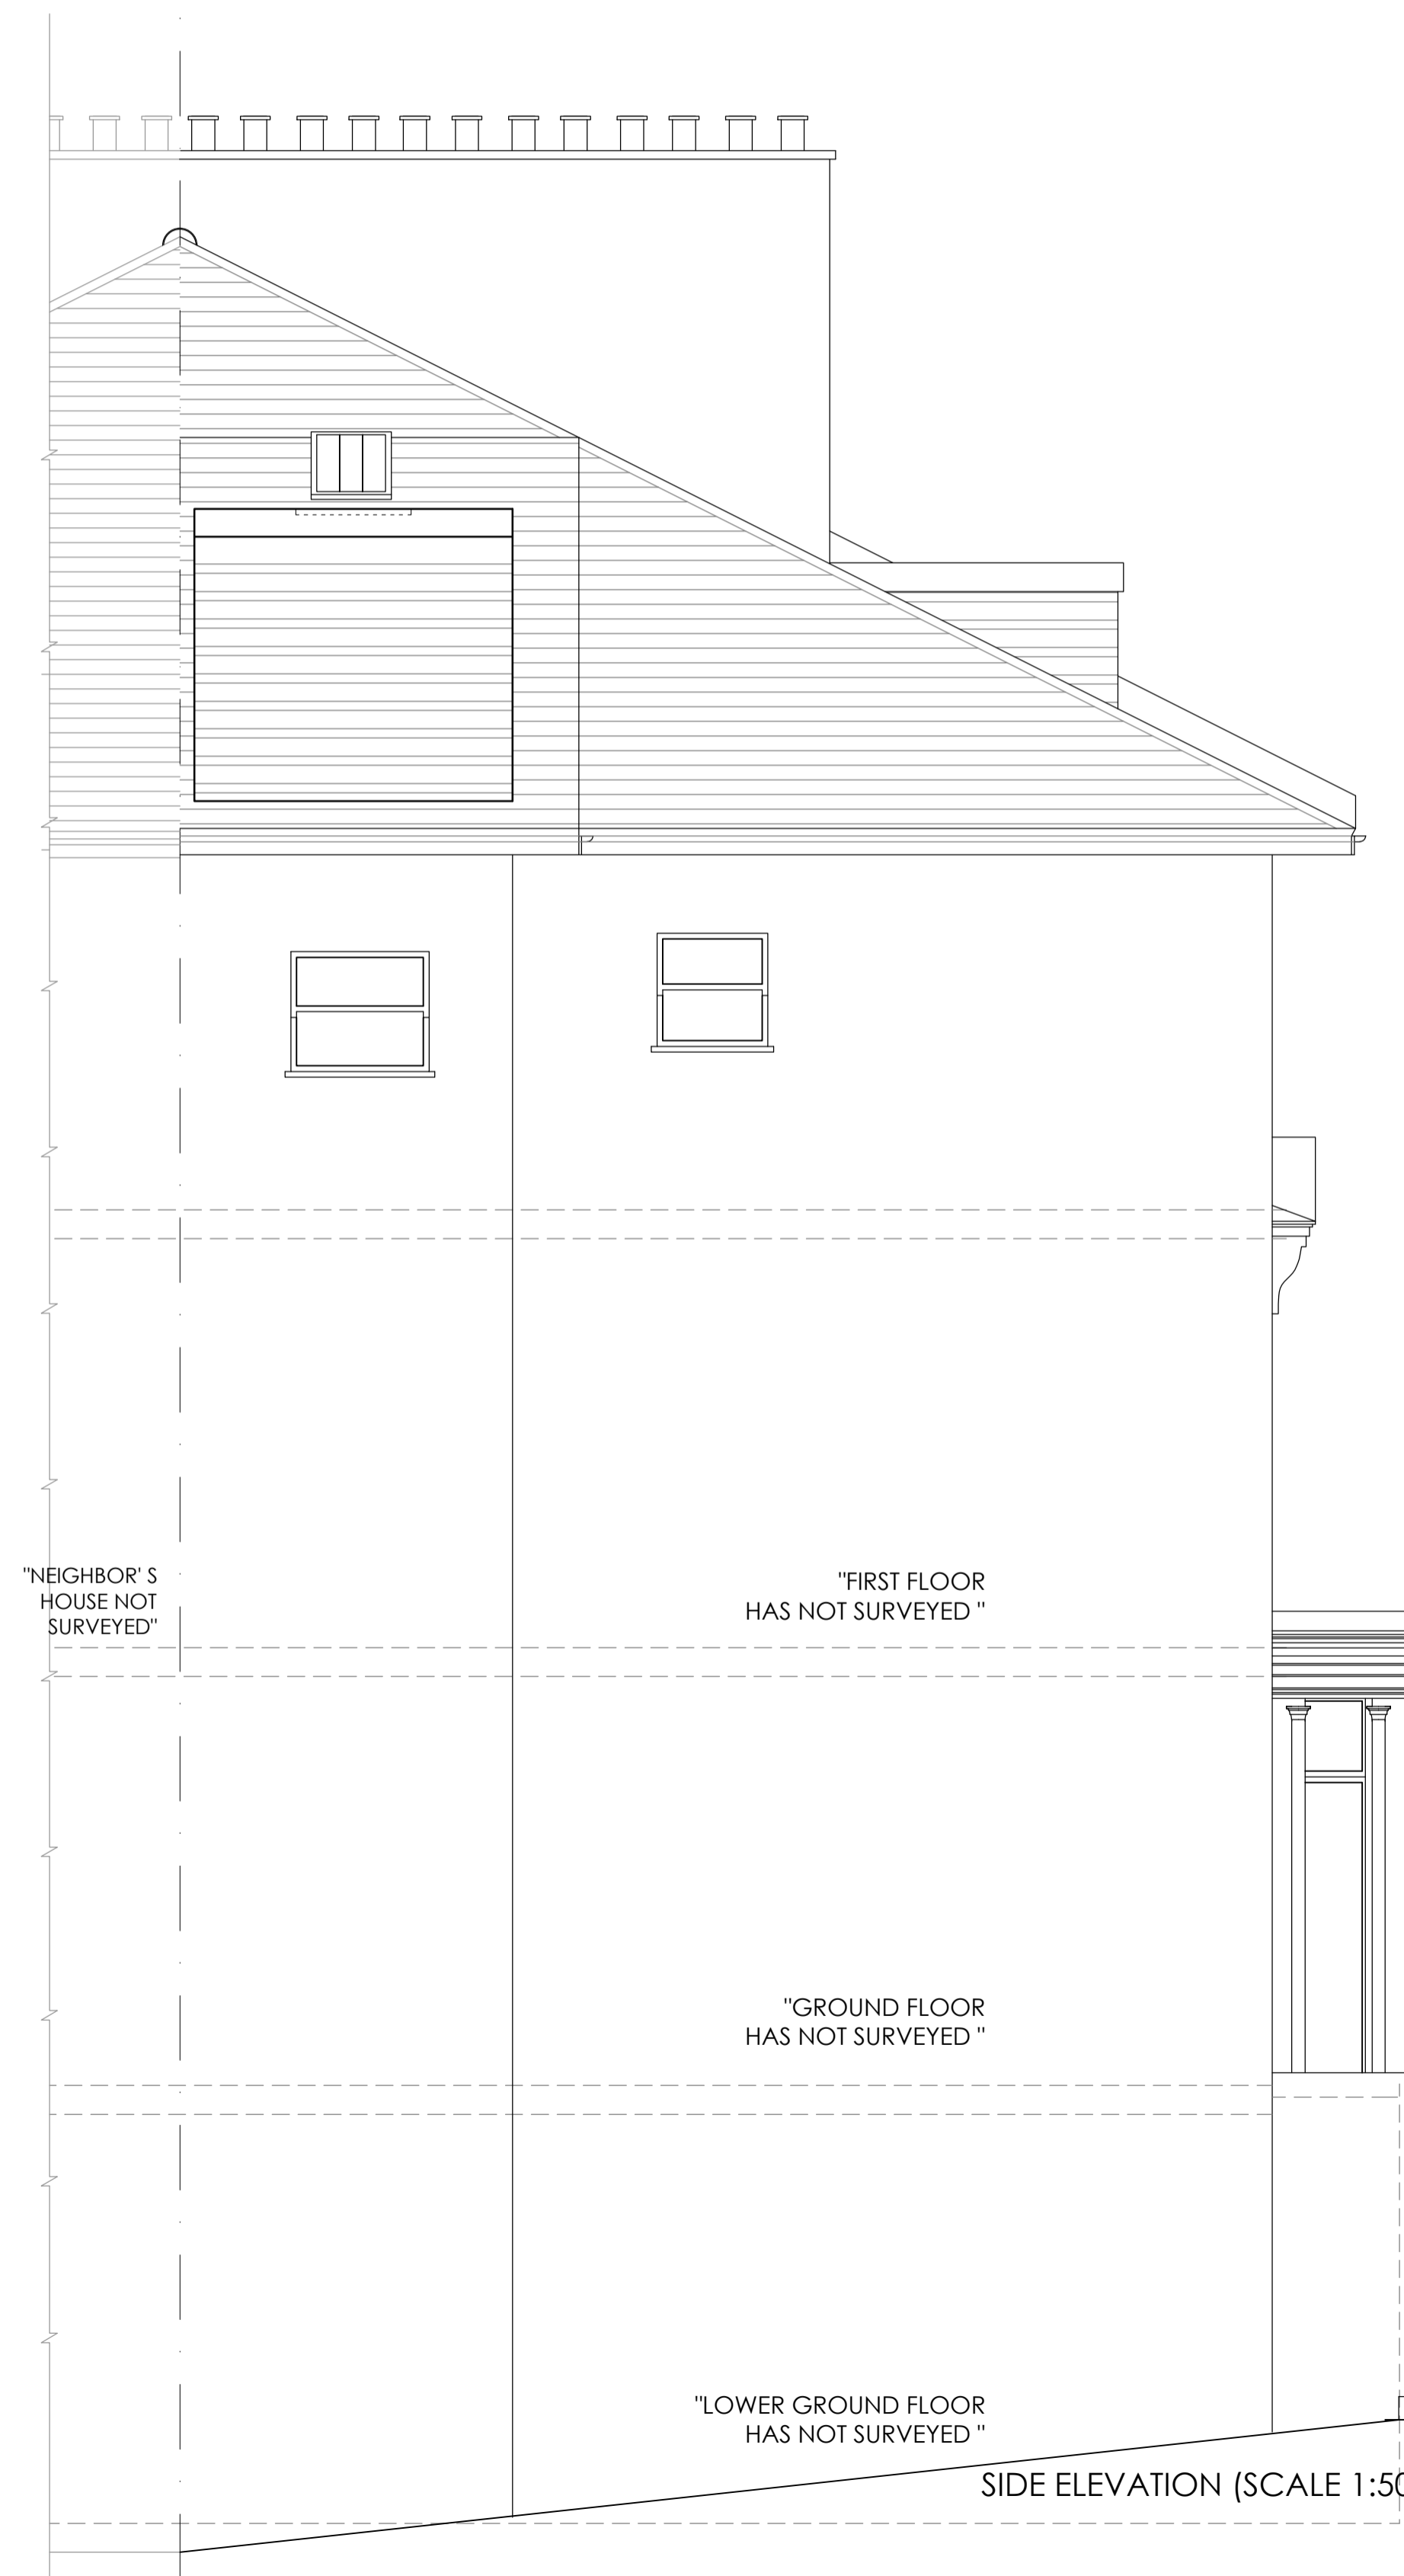 "NEIGHBOR' S
HOUSE NOT
SURVEYED"
"FIRST FLOOR
HAS NOT SURVEYED "
"GROUND FLOOR
HAS NOT SURVEYED "
"LOWER GROUND FLOOR
HAS NOT SURVEYED "
SIDE ELEVATION (SCALE 1:50